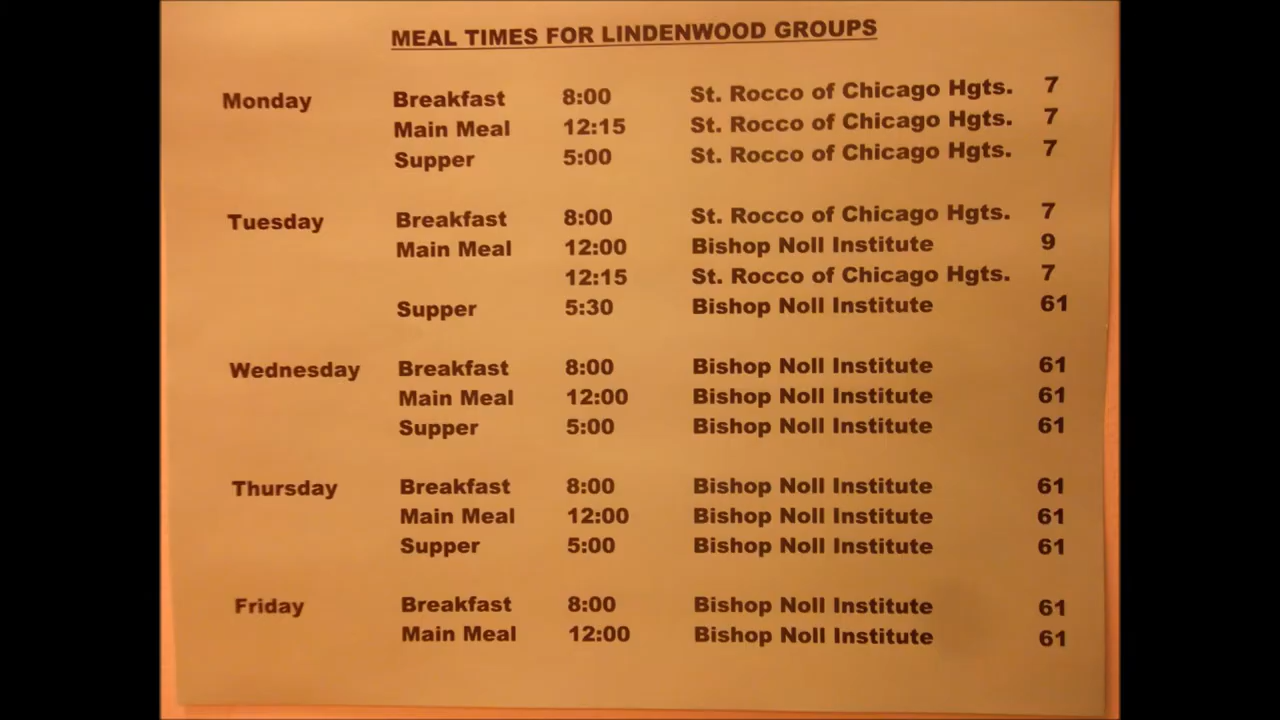 MEAL TIMES FOR LINDENWOOD GROUPS
Monday Breakfast 8:00 St. Rocco of Chicago Hgts. 7
Main Meal 12:15 St. Rocco of Chicago Hgts. 7
Supper 5:00 St. Rocco of Chicago Hgts. 7
Tuesday Breakfast 8:00 St. Rocco of Chicago Hgts. 7
Main Meal 12:00 Bishop Noll Institute 9
12:15 St. Rocco of Chicago Hgts. 7
Supper 5:30 Bishop Noll Institute 61
Wednesday Breakfast 8:00 Bishop Noll Institute 61
Main Meal 12:00 Bishop Noll Institute 61
Supper 5:00 Bishop Noll Institute 61
Thursday Breakfast 8:00 Bishop Noll Institute 61
Main Meal 12:00 Bishop Noll Institute 61
Supper 5:00 Bishop Noll Institute 61
Friday Breakfast 8:00 Bishop Noll Institute 61
Main Meal 12:00 Bishop Noll Institute 61